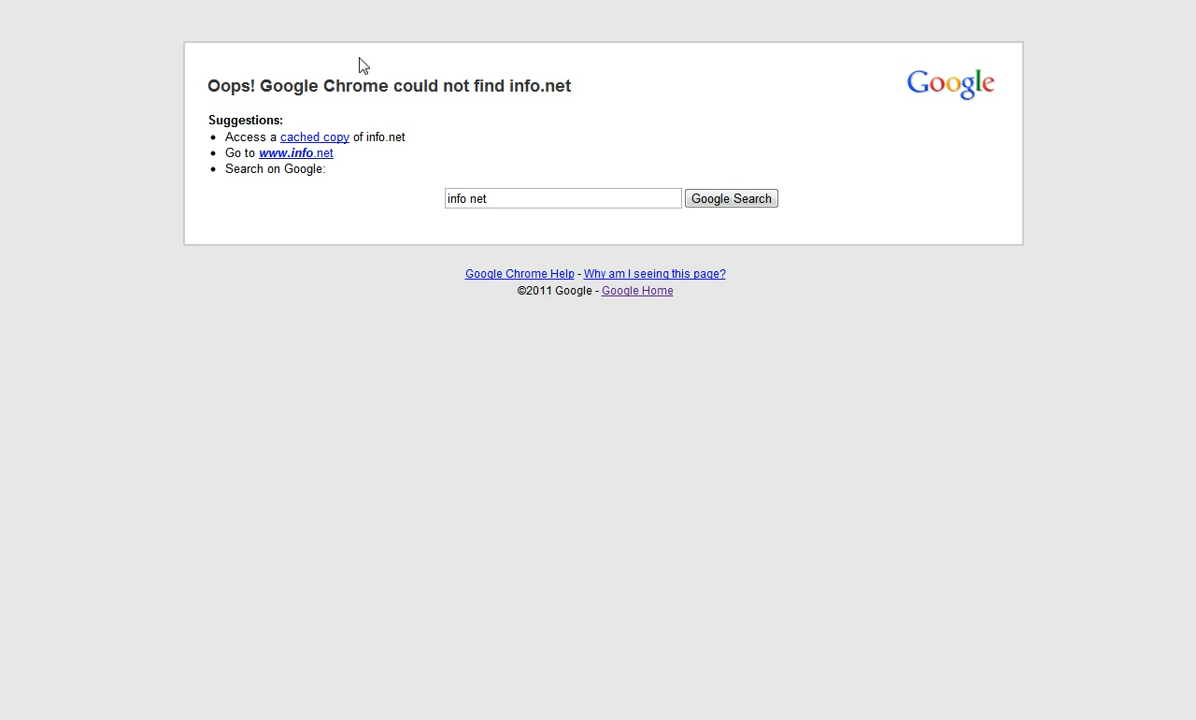 Oops! Google Chrome could not find info.net
Google
Suggestions:
Access a cached copy of info.net
Go to www.info.net
Search on Google:
info net
Google Search
Google Chrome Help - Why am I seeing this page?
©2011 Google - Google Home